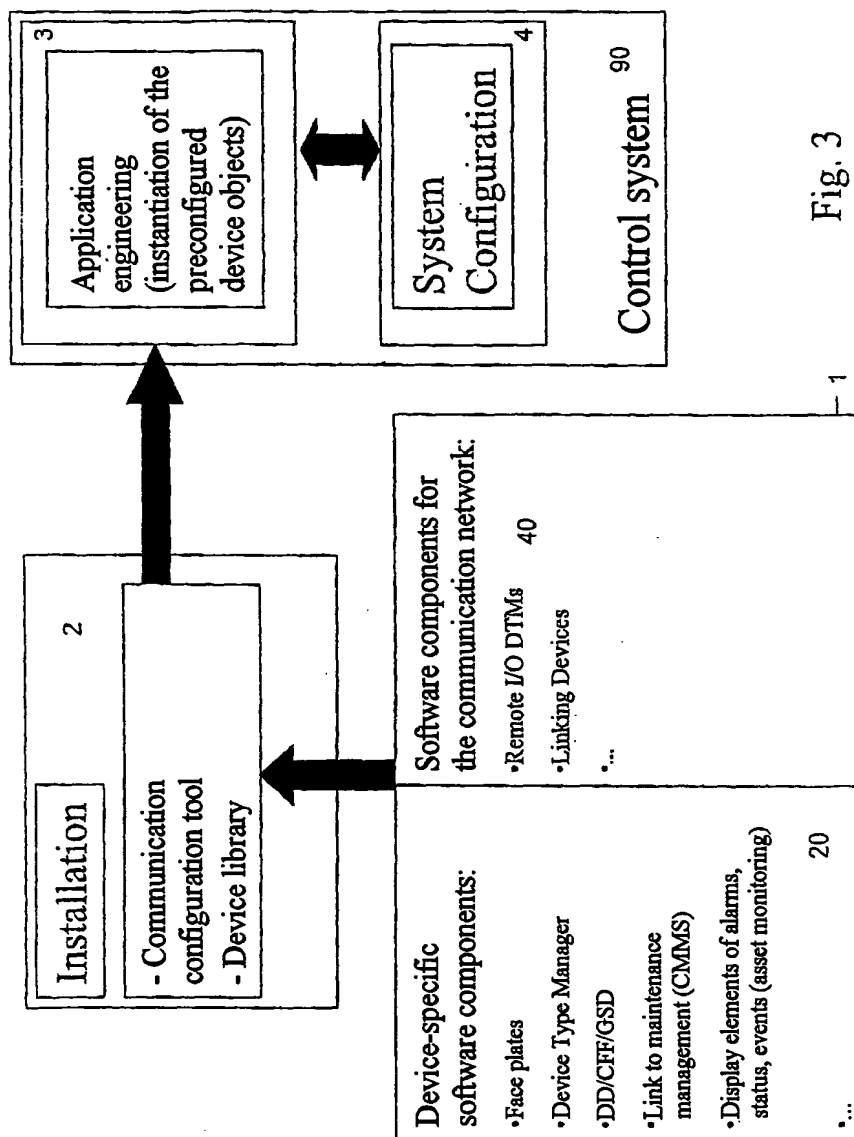 Installation
2
- Communication
configuration tool
- Device library
3
Application
engineering
(instantiation of the
preconfigured
device objects)
System
Configuration
4
Control system
90
Device-specific
software components:
•Face plates
•Device Type Manager
•DD/CFF/GSD
•Link to maintenance
management (CMMS)
•Display elements of alarms,
status, events (asset monitoring)
•...
20
Software components for
the communication network:
•Remote I/O DTMs
40
•Linking Devices
•...
1
Fig. 3